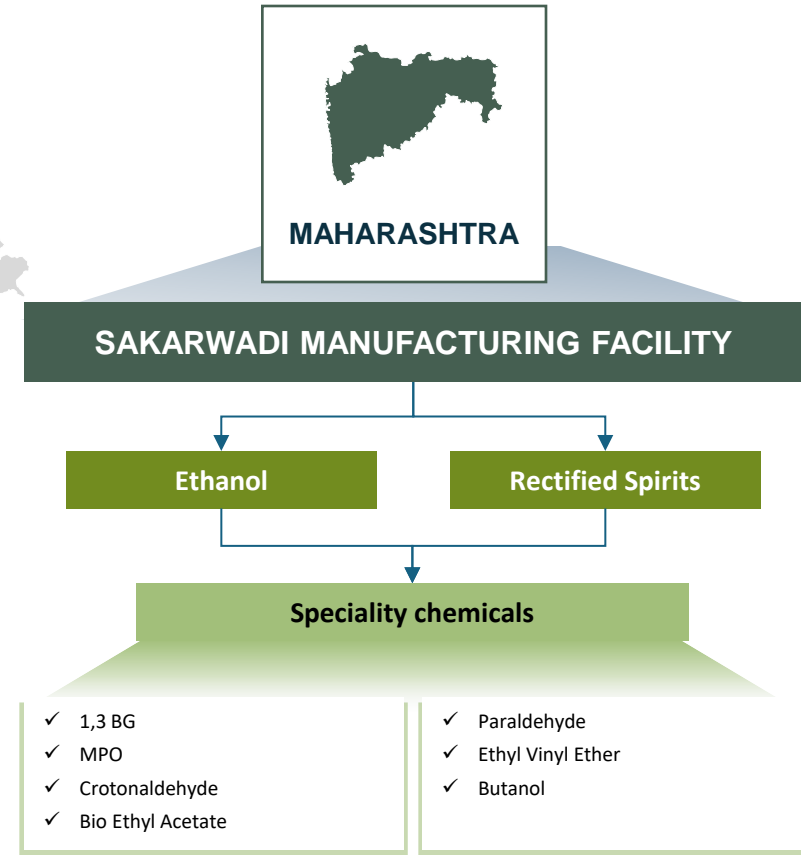 MAHARASHTRA
SAKARWADI MANUFACTURING FACILITY
Ethanol
Rectified Spirits
Speciality chemicals
✓ 1,3 BG
✓ MPO
✓ Crotonaldehyde
✓ Bio Ethyl Acetate
✓ Paraldehyde
✓ Ethyl Vinyl Ether
✓ Butanol